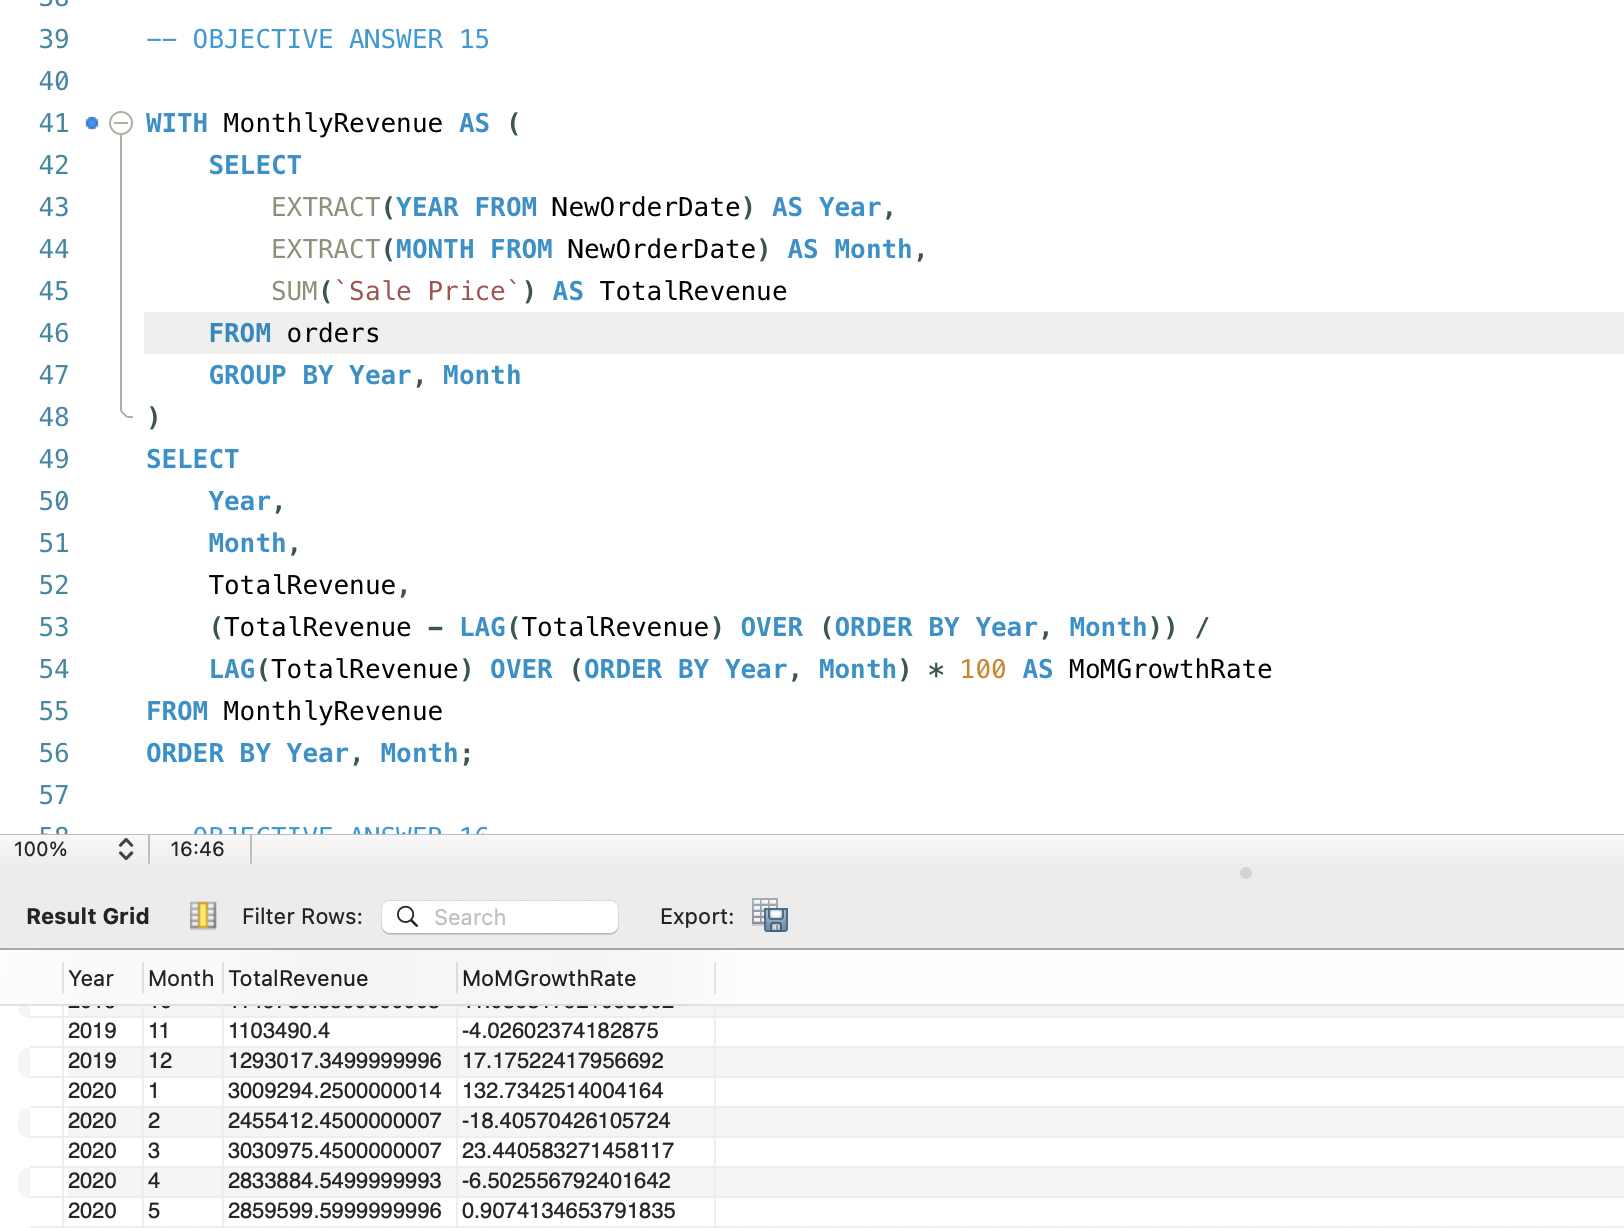 39 -- OBJECTIVE ANSWER 15
40
41 WITH MonthlyRevenue AS (
42 SELECT
43 EXTRACT(YEAR FROM NewOrderDate) AS Year,
44 EXTRACT(MONTH FROM NewOrderDate) AS Month,
45 SUM(`Sale Price`) AS TotalRevenue
46 FROM orders
47 GROUP BY Year, Month
48 )
49 SELECT
50 Year,
51 Month,
52 TotalRevenue,
53 (TotalRevenue - LAG(TotalRevenue) OVER (ORDER BY Year, Month)) /
54 LAG(TotalRevenue) OVER (ORDER BY Year, Month) * 100 AS MoMGrowthRate
55 FROM MonthlyRevenue
56 ORDER BY Year, Month;
57
58 OBJECTIVE ANSWER 16
100% 16:46
Result Grid Filter Rows: Search Export:
Year Month TotalRevenue MoMGrowthRate
2019 11 1103490.4 -4.02602374182875
2019 12 1293017.3499999996 17.17522417956692
2020 1 3009294.2500000014 132.7342514004164
2020 2 2455412.4500000007 -18.40570426105724
2020 3 3030975.4500000007 23.440583271458117
2020 4 2833884.5499999993 -6.502556792401642
2020 5 2859599.5999999996 0.9074134653791835